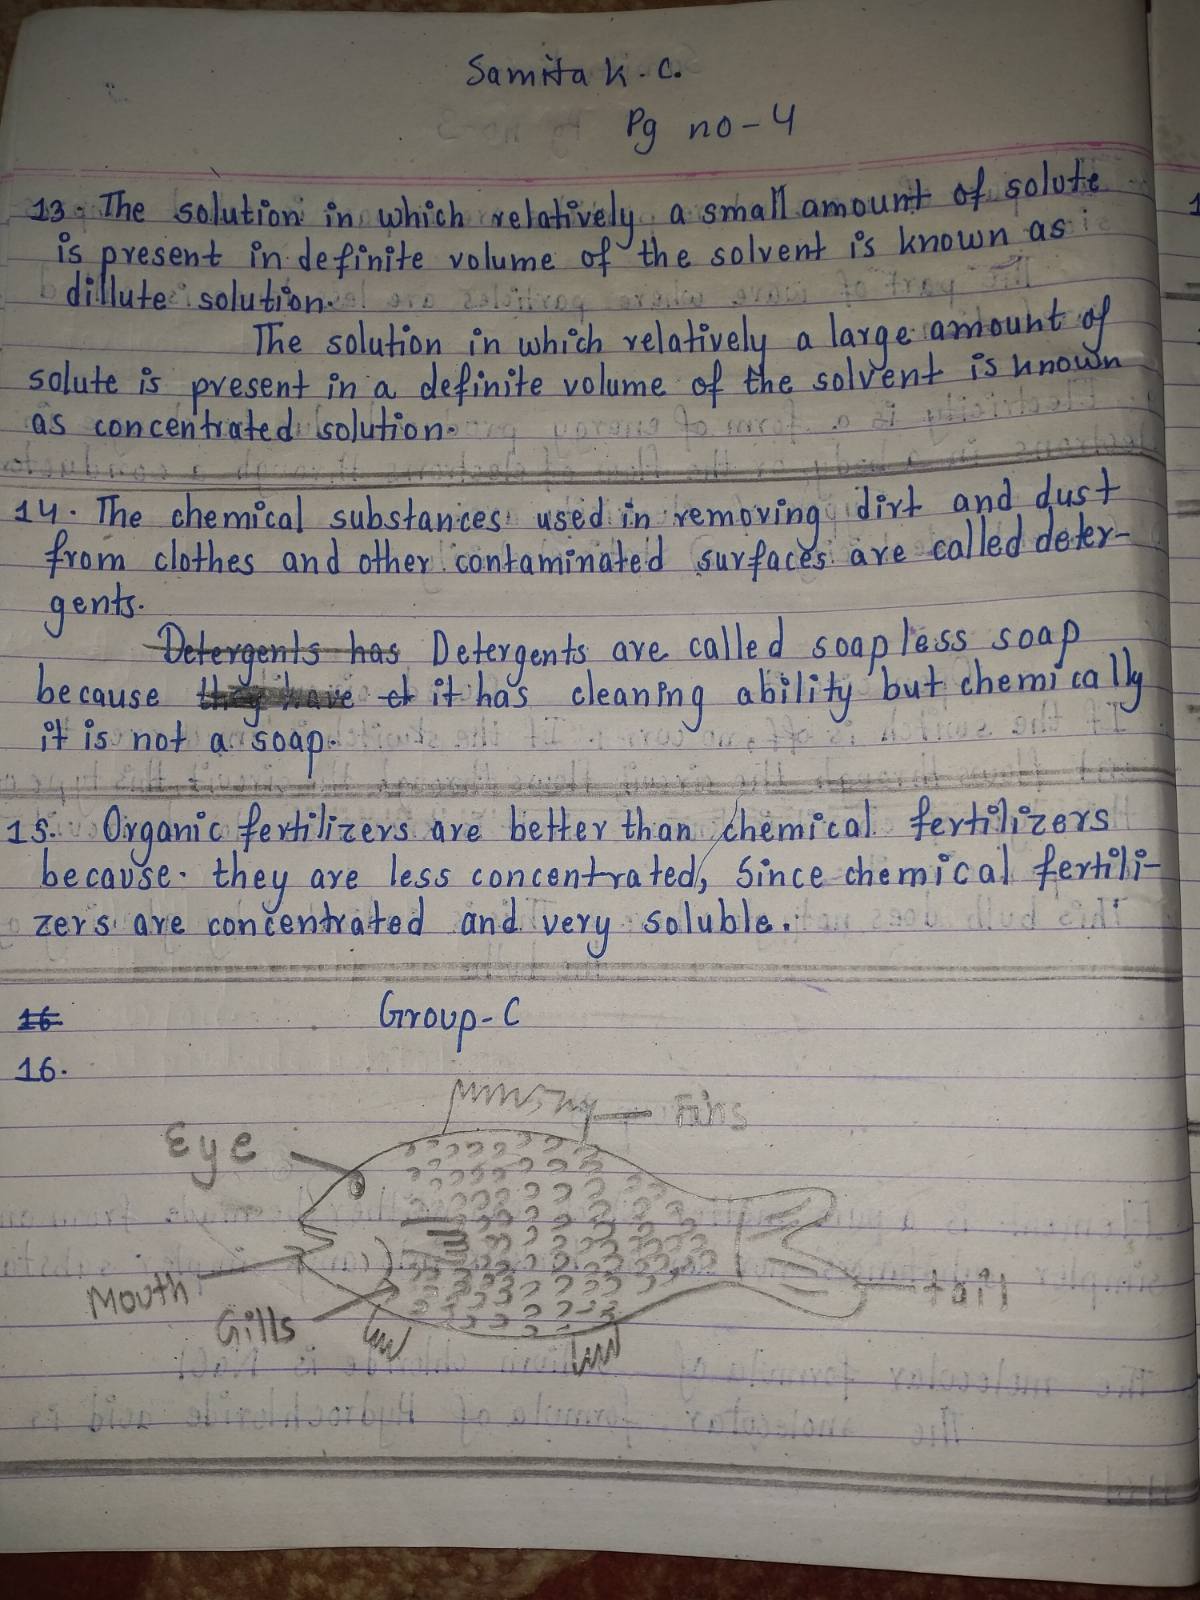 Samita K.C.
Pg no-4
13. The solution in which relatively a small amount of solute
is present in definite volume of the solvent is known as
dillute solution.
The solution in which relatively a large amount of
solute is present in a definite volume of the solvent is known
as concentrated solution.
14. The chemical substances used in removing dirt and dust
from clothes and other contaminated surfaces are called deter-
gents.
Detergents has Detergents are called soapless soap
because they have it has cleaning ability but chemically
it is not a soap.
15. Organic fertilizers are better than chemical fertilizers
because they are less concentrated, Since chemical fertili-
zers are concentrated and very soluble.
16 Group-C
16.
Fins
Eye
Mouth
Gills
tail